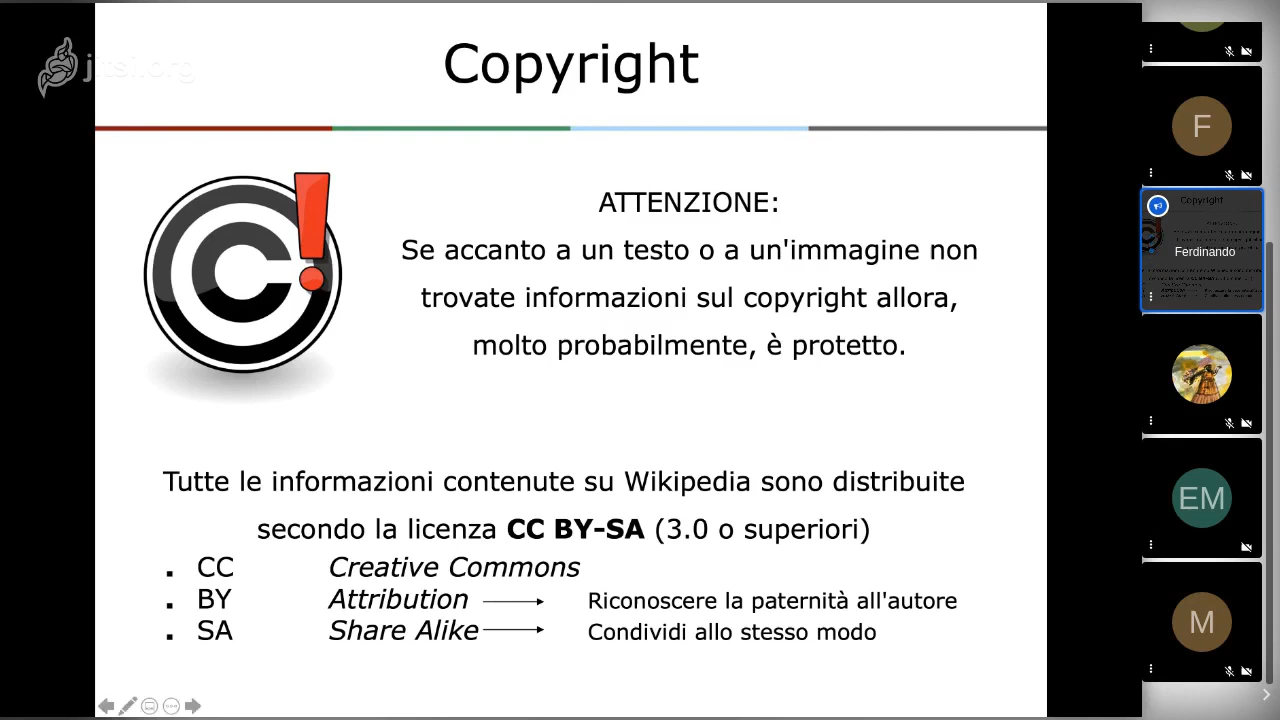 jitsi.org
Copyright
ATTENZIONE:
Se accanto a un testo o a un'immagine non
trovate informazioni sul copyright allora,
molto probabilmente, è protetto.
Tutte le informazioni contenute su Wikipedia sono distribuite
secondo la licenza CC BY-SA (3.0 o superiori)
. CC Creative Commons
. BY Attribution Riconoscere la paternità all'autore
. SA Share Alike Condividi allo stesso modo
F
Copyright
Ferdinando
EM
M